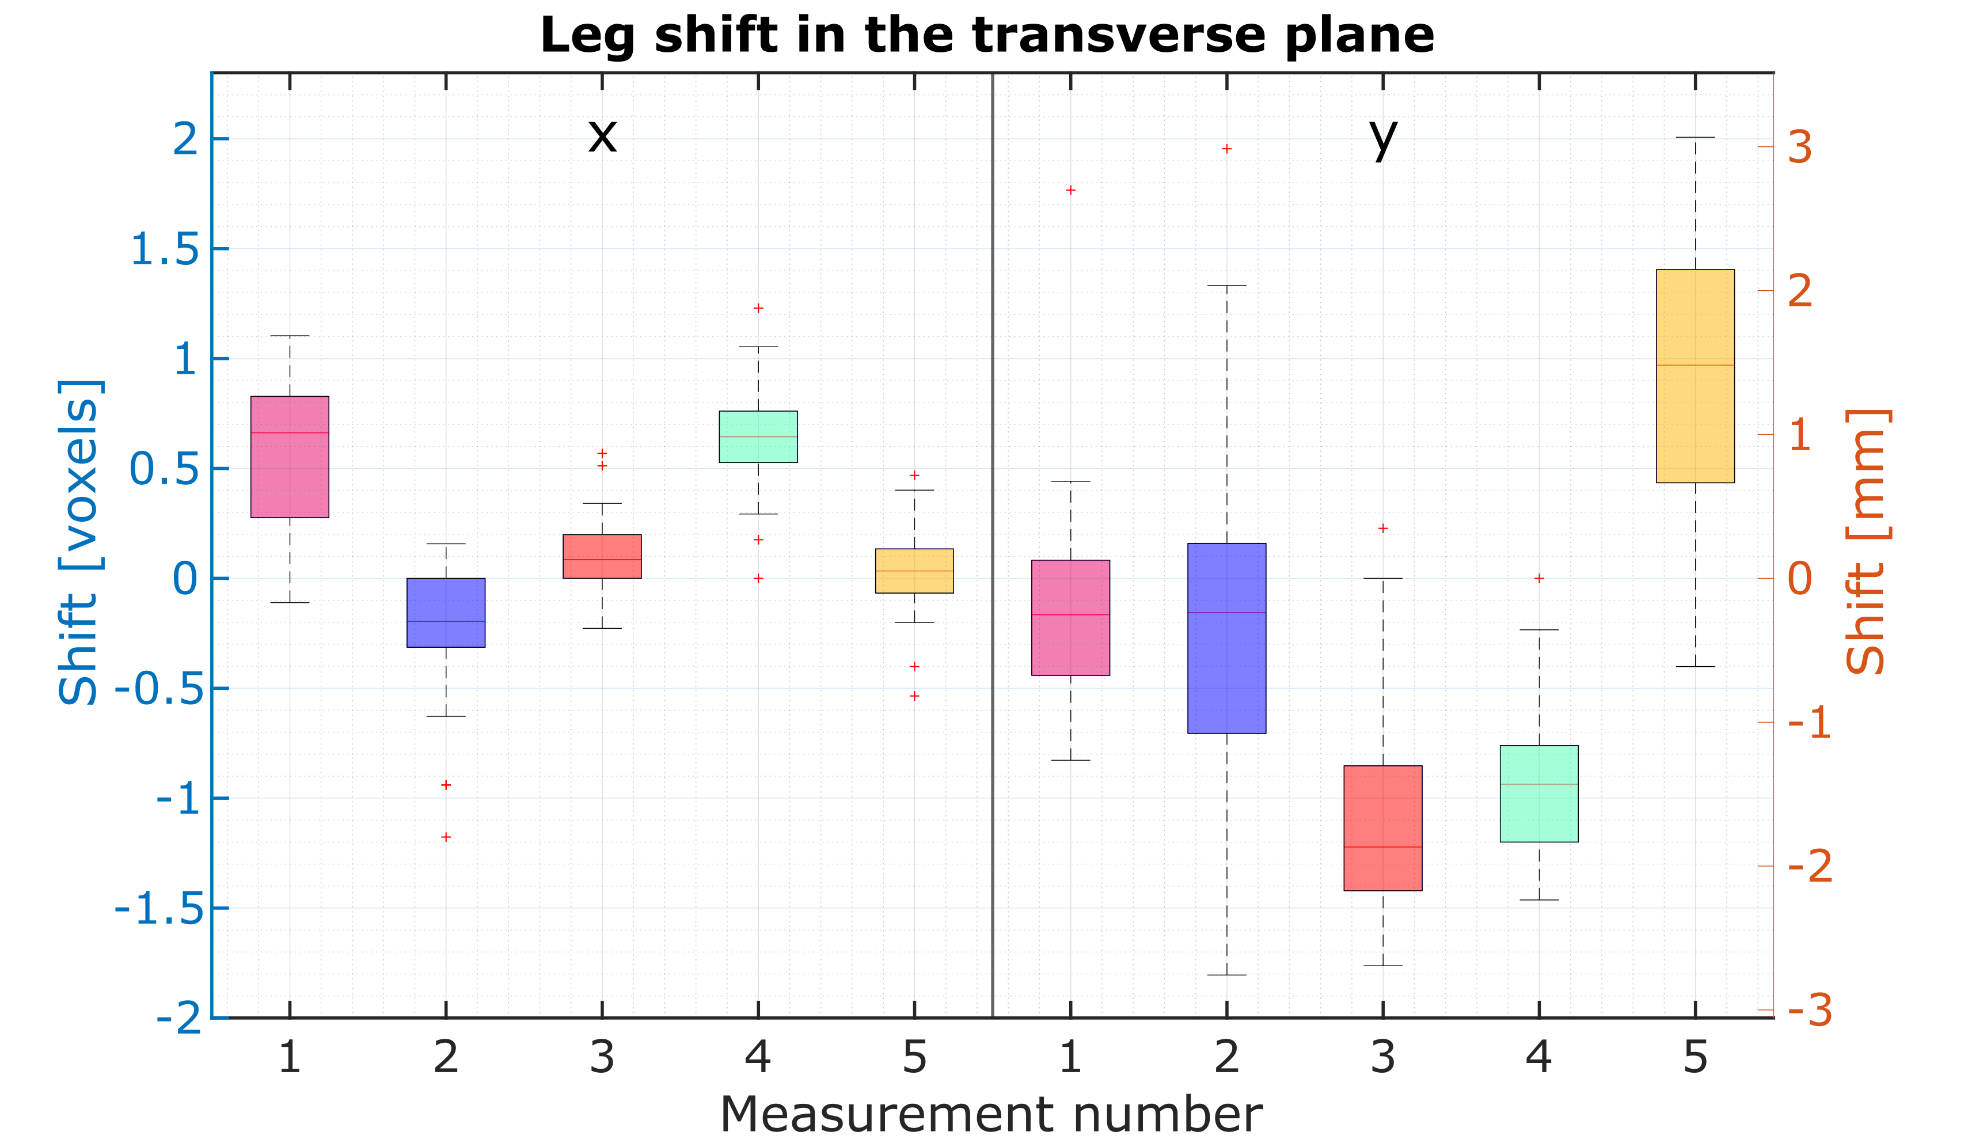 Leg shift in the transverse plane
x
y
Shift [voxels]
2
1.5
1
0.5
0
-0.5
-1
-1.5
-2
3
2
1
0
-1
-2
-3
Shift [mm]
1 2 3 4 5 1 2 3 4 5
Measurement number